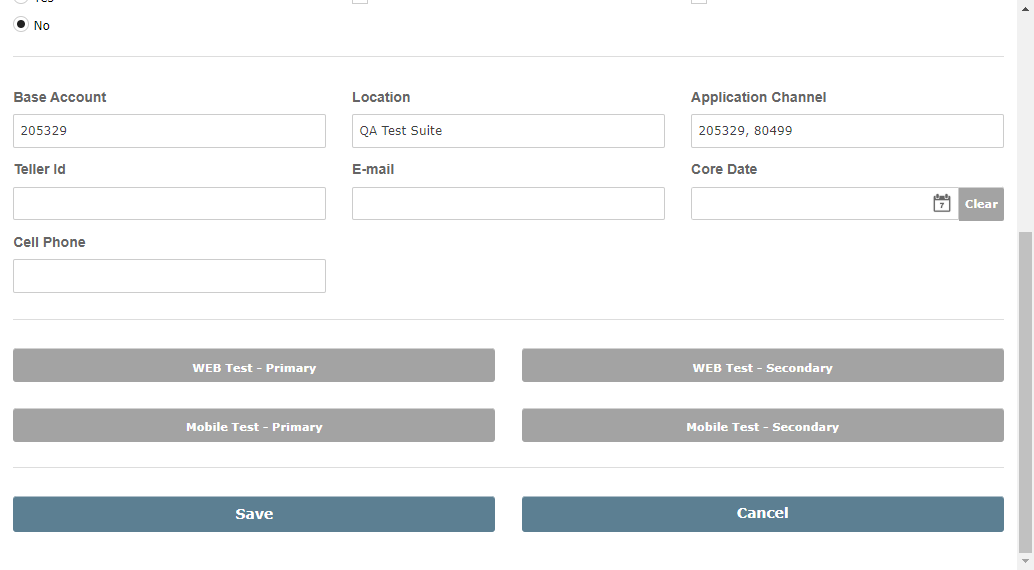 Yes
No
Base Account
Location
Application Channel
205329
QA Test Suite
205329, 80499
Teller Id
E-mail
Core Date
7
Clear
Cell Phone
WEB Test - Primary
WEB Test - Secondary
Mobile Test - Primary
Mobile Test - Secondary
Save
Cancel